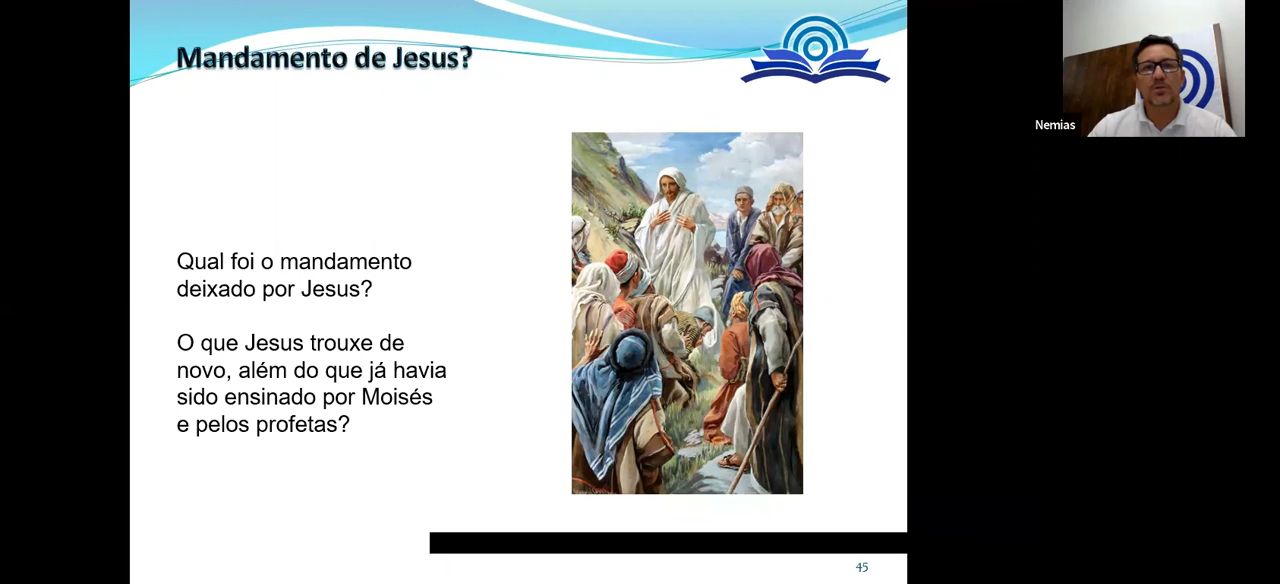 Mandamento de Jesus?
Nemias
Qual foi o mandamento
deixado por Jesus?
O que Jesus trouxe de
novo, além do que já havia
sido ensinado por Moisés
e pelos profetas?
45